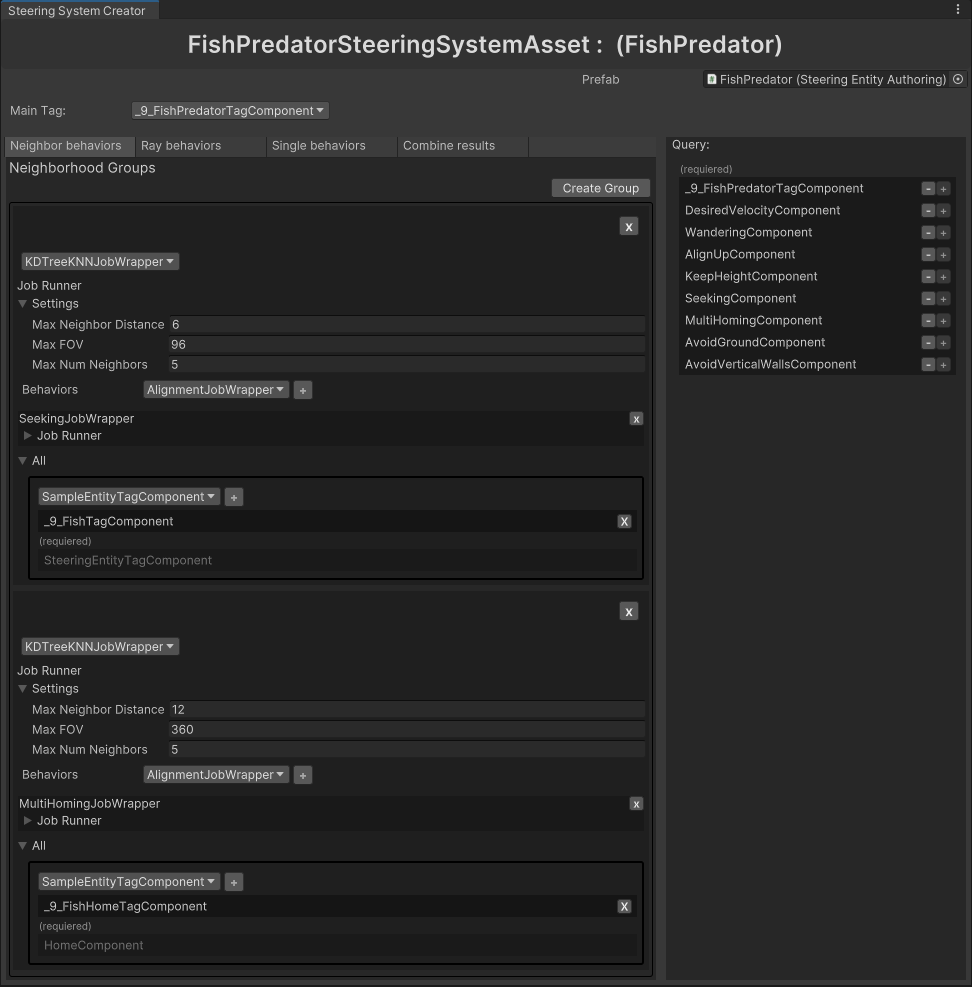 Steering System Creator
FishPredatorSteeringSystemAsset : (FishPredator)
Prefab
FishPredator (Steering Entity Authoring)
Main Tag:
_9_FishPredatorTagComponent
Neighbor behaviors
Ray behaviors
Single behaviors
Combine results
Neighborhood Groups
Create Group
X
KDTreeKNNJobWrapper
Job Runner
Settings
Max Neighbor Distance 6
Max FOV 96
Max Num Neighbors 5
Behaviors AlignmentJobWrapper +
SeekingJobWrapper x
Job Runner
All
SampleEntityTagComponent +
_9_FishTagComponent X
(requiered)
SteeringEntityTagComponent
X
KDTreeKNNJobWrapper
Job Runner
Settings
Max Neighbor Distance 12
Max FOV 360
Max Num Neighbors 5
Behaviors AlignmentJobWrapper +
MultiHomingJobWrapper x
Job Runner
All
SampleEntityTagComponent +
_9_FishHomeTagComponent X
(requiered)
HomeComponent
Query:
(requiered)
_9_FishPredatorTagComponent - +
DesiredVelocityComponent - +
WanderingComponent - +
AlignUpComponent - +
KeepHeightComponent - +
SeekingComponent - +
MultiHomingComponent - +
AvoidGroundComponent - +
AvoidVerticalWallsComponent - +